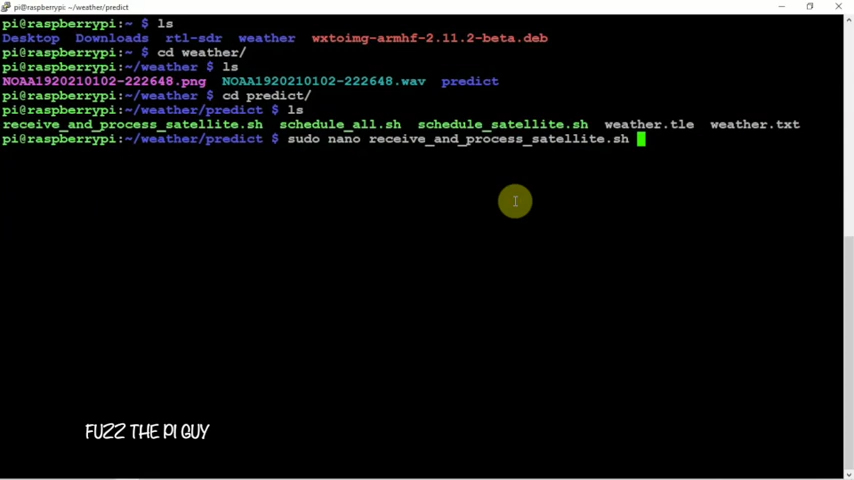 pi@raspberrypi: ~/weather/predict
pi@raspberrypi:~ $ ls
Desktop Downloads rtl-sdr weather wxtoimg-armhf-2.11.2-beta.deb
pi@raspberrypi:~ $ cd weather/
pi@raspberrypi:~/weather $ ls
NOAA1920210102-222648.png NOAA1920210102-222648.wav predict
pi@raspberrypi:~/weather $ cd predict/
pi@raspberrypi:~/weather/predict $ ls
receive_and_process_satellite.sh schedule_all.sh schedule_satellite.sh weather.tle weather.txt
pi@raspberrypi:~/weather/predict $ sudo nano receive_and_process_satellite.sh
FUZZ THE PI GUY